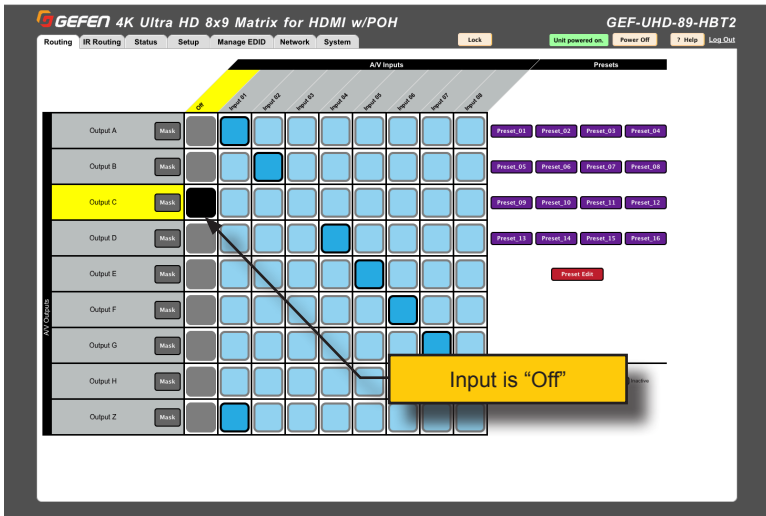 GEFEN 4K Ultra HD 8x9 Matrix for HDMI w/POH GEF-UHD-89-HBT2
Routing IR Routing Status Setup Manage EDID Network System Lock Unit powered on. Power Off ? Help Log Out
A/V Inputs Presets
Off Input 01 Input 02 Input 03 Input 04 Input 05 Input 06 Input 07 Input 08
A/V Outputs
Output A Mask Preset_01 Preset_02 Preset_03 Preset_04
Output B Mask Preset_05 Preset_06 Preset_07 Preset_08
Output C Mask Preset_09 Preset_10 Preset_11 Preset_12
Output D Mask Preset_13 Preset_14 Preset_15 Preset_16
Output E Mask Preset Edit
Output F Mask
Output G Mask
Output H Mask Input is “Off” Inactive
Output Z Mask